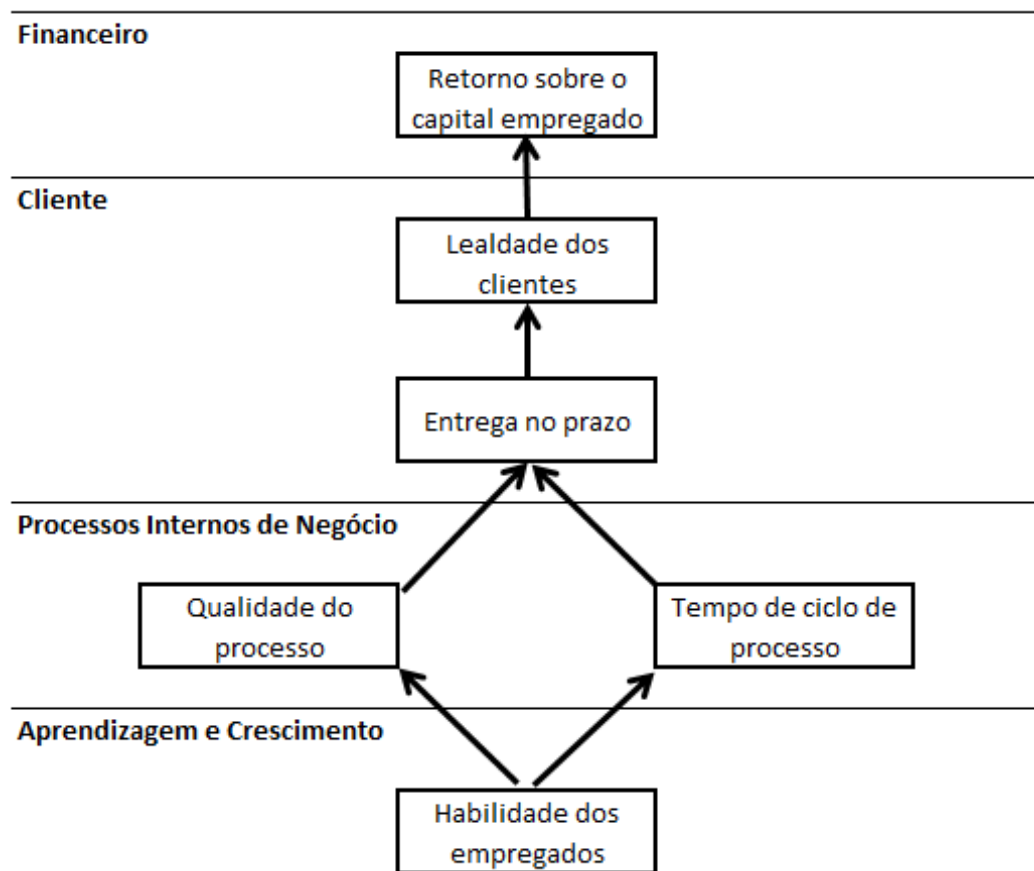 Financeiro
Retorno sobre o
capital empregado
Cliente
Lealdade dos
clientes
Entrega no prazo
Processos Internos de Negócio
Qualidade do
processo
Tempo de ciclo de
processo
Aprendizagem e Crescimento
Habilidade dos
empregados